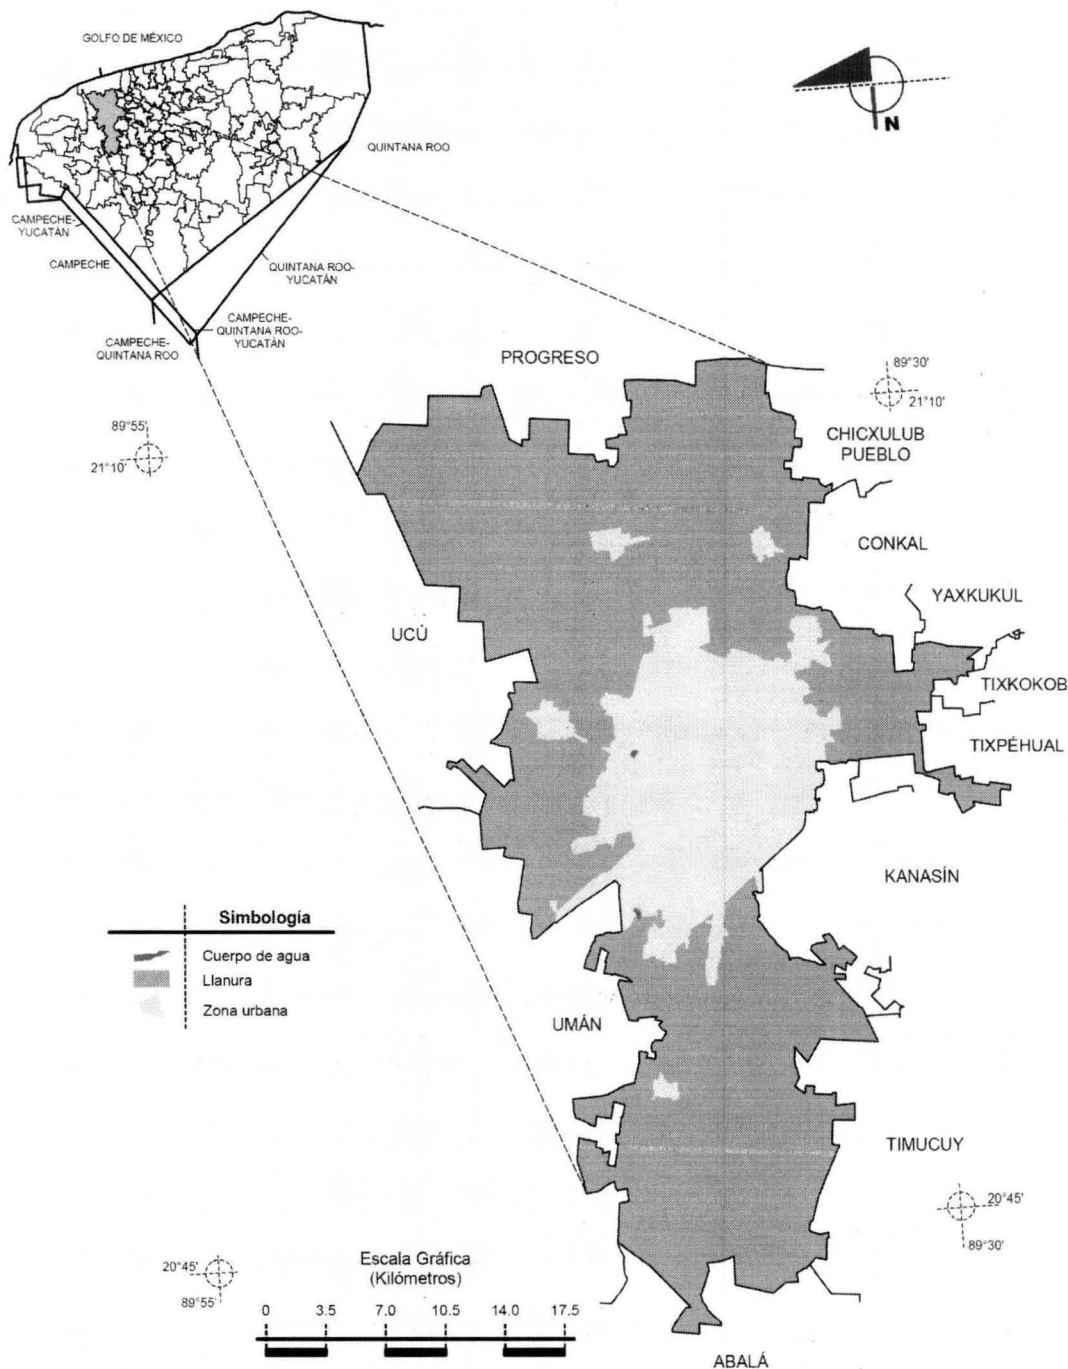 GOLFO DE MÉXICO
N
QUINTANA ROO
CAMPECHE-
YUCATÁN
CAMPECHE
QUINTANA ROO-
YUCATÁN
CAMPECHE-
QUINTANA ROO-
YUCATÁN
CAMPECHE-
QUINTANA ROO
PROGRESO
89°30'
21°10'
89°55'
21°10'
CHICXULUB
PUEBLO
CONKAL
YAXKUKUL
UCÚ
TIXKOKOB
TIXPÉHUAL
KANASÍN
Simbología
Cuerpo de agua
Llanura
Zona urbana
UMÁN
TIMUCUY
20°45'
89°30'
20°45'
89°55'
Escala Gráfica
(Kilómetros)
0 3.5 7.0 10.5 14.0 17.5
ABALÁ